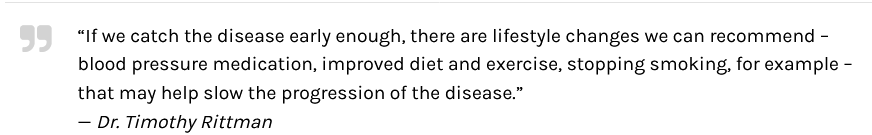 “If we catch the disease early enough, there are lifestyle changes we can recommend –
blood pressure medication, improved diet and exercise, stopping smoking, for example –
that may help slow the progression of the disease.”
— Dr. Timothy Rittman